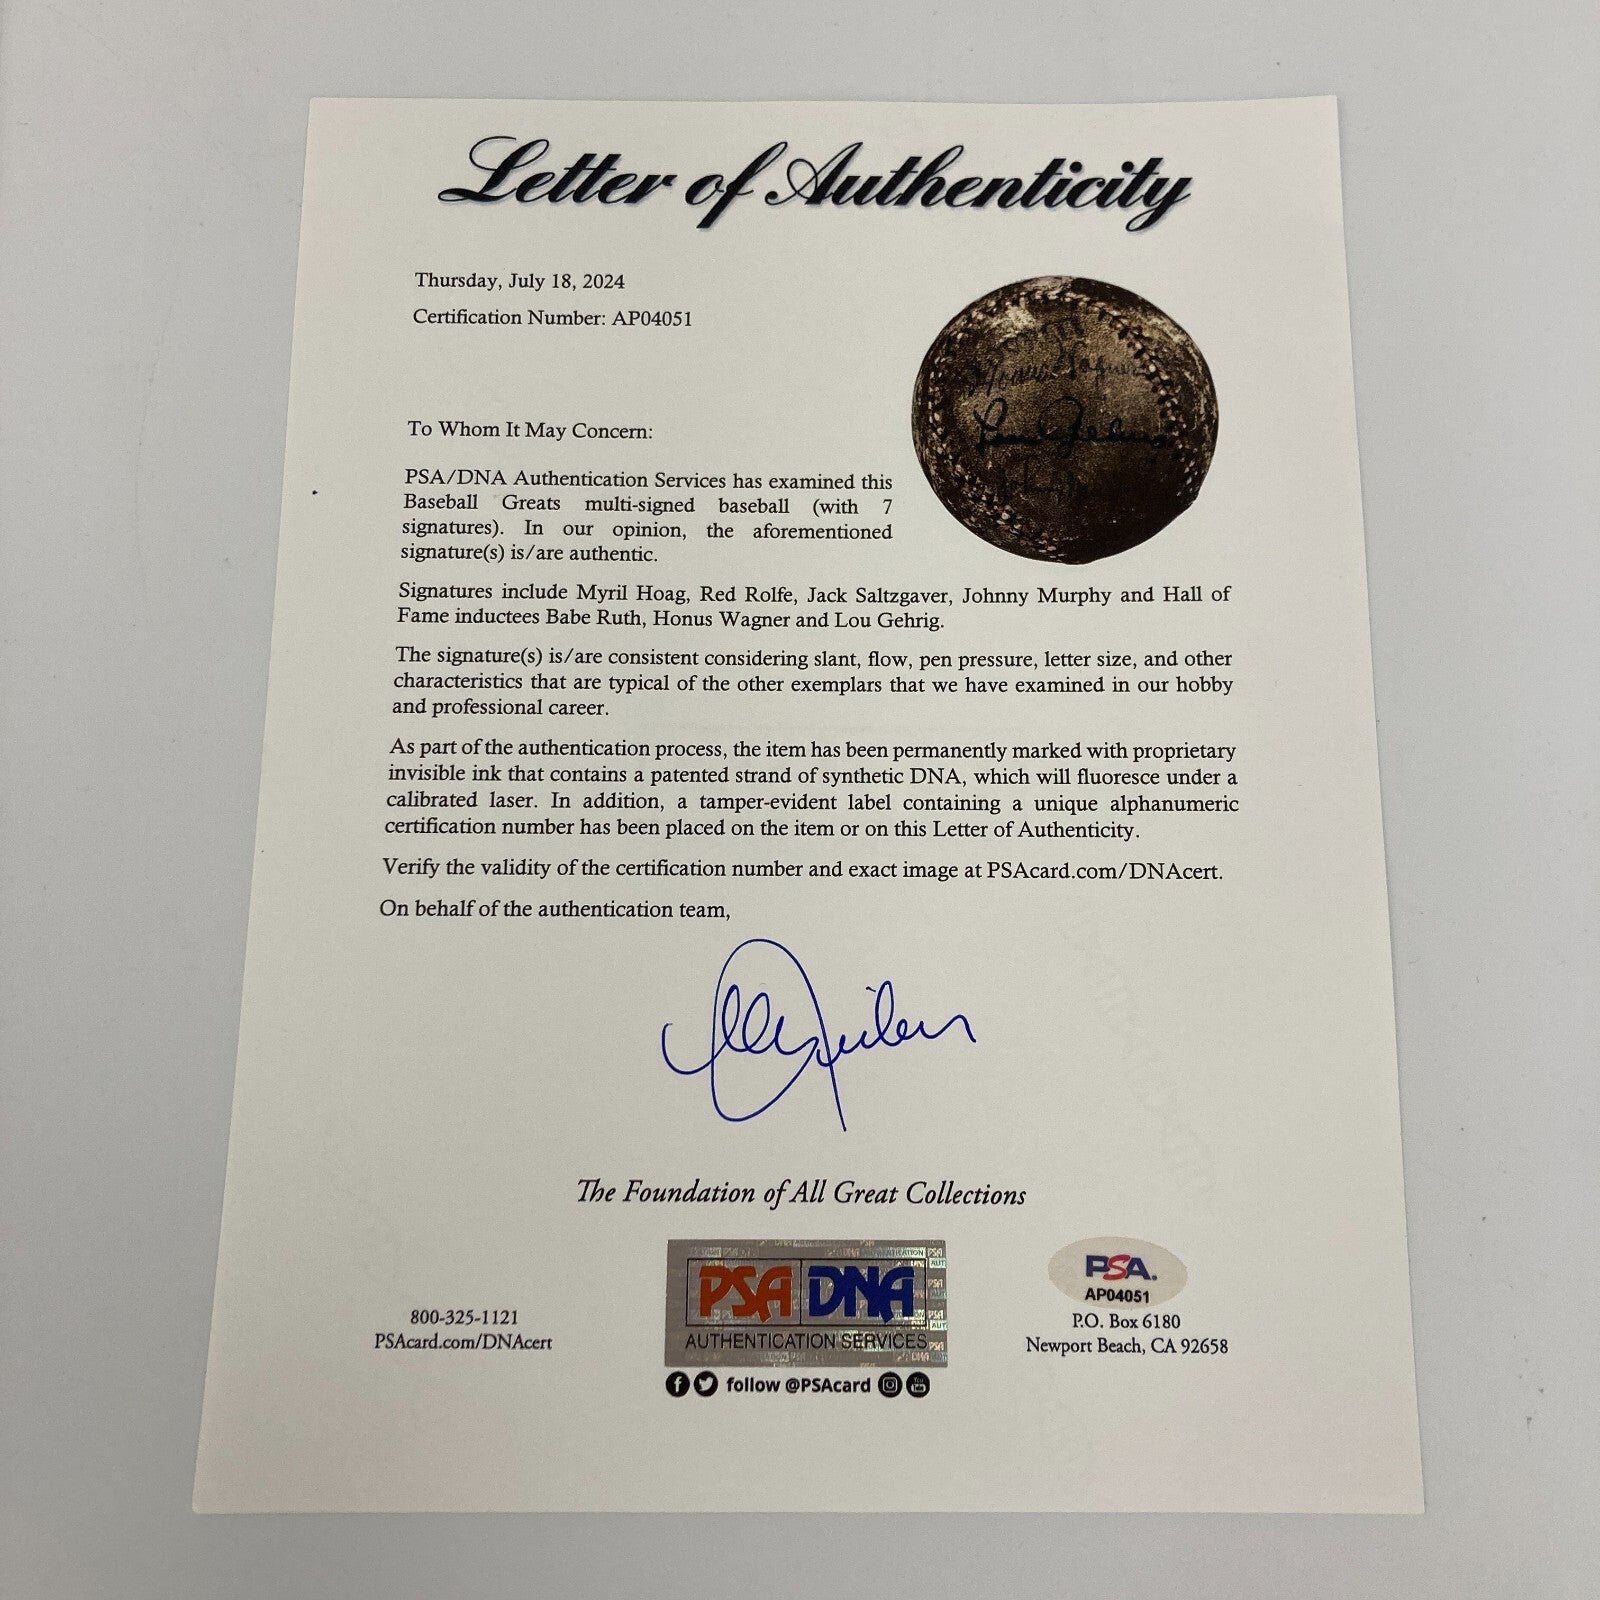 Letter of Authenticity
Thursday, July 18, 2024
Certification Number: AP04051
Honus Wagner
Lou Gehrig
To Whom It May Concern:
PSA/DNA Authentication Services has examined this
Baseball Greats multi-signed baseball (with 7
signatures). In our opinion, the aforementioned
signature(s) is/are authentic.
Signatures include Myril Hoag, Red Rolfe, Jack Saltzgaver, Johnny Murphy and Hall of
Fame inductees Babe Ruth, Honus Wagner and Lou Gehrig.
The signature(s) is/are consistent considering slant, flow, pen pressure, letter size, and other
characteristics that are typical of the other exemplars that we have examined in our hobby
and professional career.
As part of the authentication process, the item has been permanently marked with proprietary
invisible ink that contains a patented strand of synthetic DNA, which will fluoresce under a
calibrated laser. In addition, a tamper-evident label containing a unique alphanumeric
certification number has been placed on the item or on this Letter of Authenticity.
Verify the validity of the certification number and exact image at PSAcard.com/DNAcert.
On behalf of the authentication team,
The Foundation of All Great Collections
800-325-1121
PSAcard.com/DNAcert
PSA DNA
AUTHENTICATION SERVICES
follow @PSAcard
PSA.
AP04051
P.O. Box 6180
Newport Beach, CA 92658